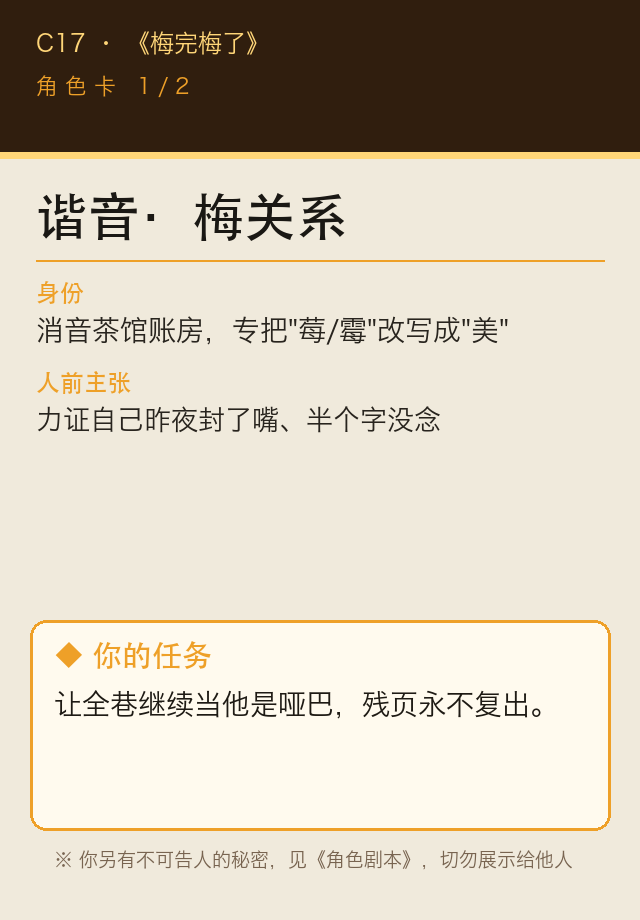 C17 · 《梅完梅了》
角色卡 1/2
谐音· 梅关系
身份
消音茶馆账房，专把"莓/霉"改写成"美"
人前主张
力证自己昨夜封了嘴、半个字没念
◆ 你的任务
让全巷继续当他是哑巴，残页永不复出。
※ 你另有不可告人的秘密，见《角色剧本》，切勿展示给他人